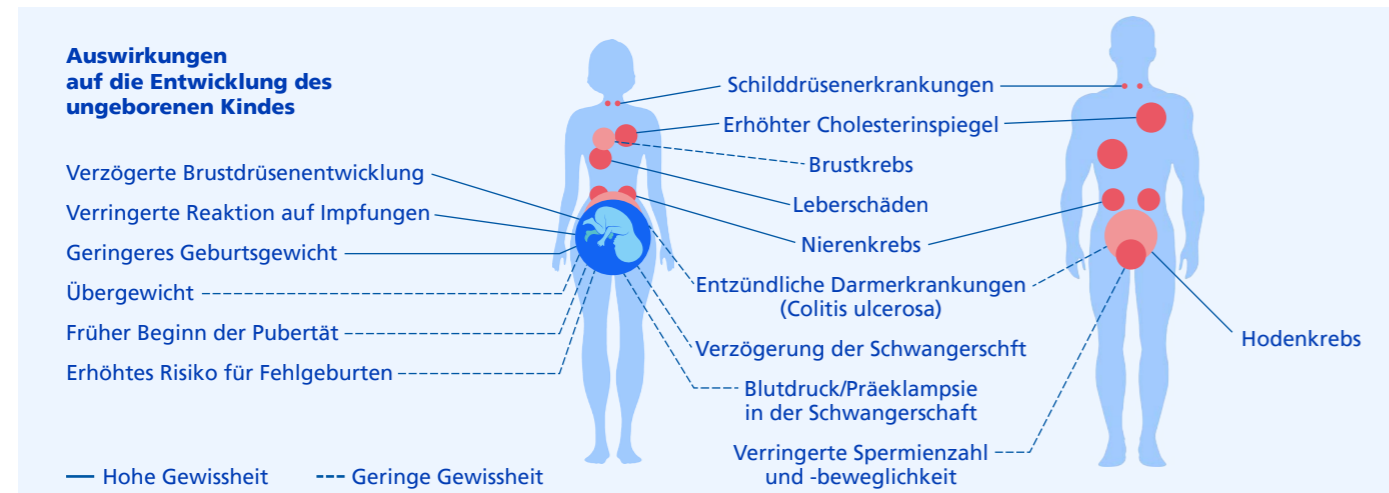 Auswirkungen
auf die Entwicklung des
ungeborenen Kindes
Verzögerte Brustdrüsenentwicklung
Verringerte Reaktion auf Impfungen
Geringeres Geburtsgewicht
Übergewicht
Früher Beginn der Pubertät
Erhöhtes Risiko für Fehlgeburten
Hohe Gewissheit
Geringe Gewissheit
Schilddrüsenerkrankungen
Erhöhter Cholesterinspiegel
Brustkrebs
Leberschäden
Nierenkrebs
Entzündliche Darmerkrankungen
(Colitis ulcerosa)
Verzögerung der Schwangerschft
Blutdruck/Präeklampsie
in der Schwangerschaft
Verringerte Spermienzahl
und -beweglichkeit
Hodenkrebs